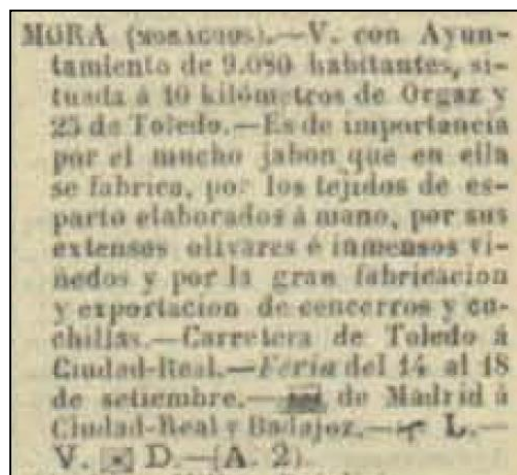 MORA (MORACHOS).—V. con Ayun-
tamiento de 9.080 habitantes, si-
tuada á 10 kilómetros de Orgaz y
25 de Toledo.—Es de importancia
por el mucho jabon que en ella
se fabrica, por los tejidos de es-
parto elaborados á mano, por sus
extensos olivares é inmensos vi-
ñedos y por la gran fabricacion
y exportacion de cencerros y cu-
chillas.—Carretera de Toledo á
Ciudad-Real.—Feria del 14 al 18
de setiembre.— de Madrid á
Ciudad-Real y Badajoz.— L.—
V. D.—(A. 2).